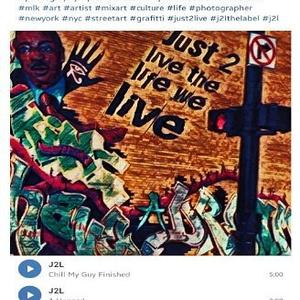 #mlk #art #artist #mixart #culture #life #photographer
#newyork #nyc #streetart #grafitti #just2live #j2lthelabel #j2l
Just 2
live the
life we
live
J2L
Chill My Guy Finished
5:00
J2L